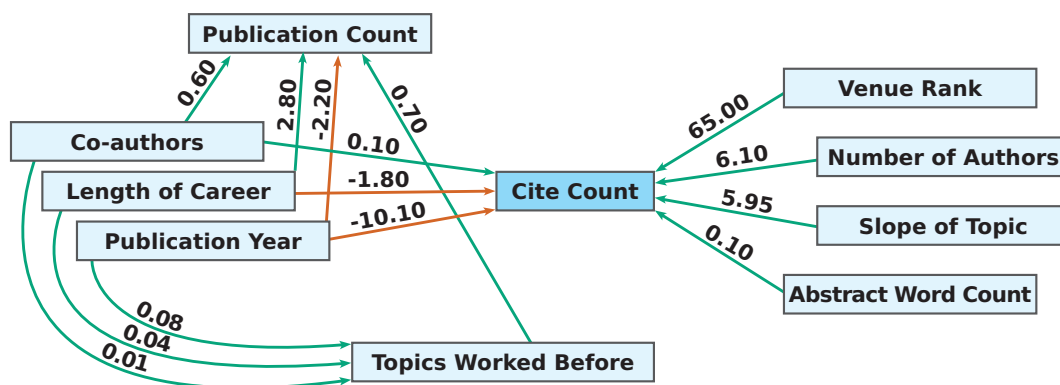 Publication Count
0.60
2.80
-2.20
0.70
Venue Rank
65.00
Co-authors
0.10
Number of Authors
6.10
Length of Career
-1.80
Cite Count
5.95
Slope of Topic
Publication Year
-10.10
0.10
Abstract Word Count
0.08
0.04
0.01
Topics Worked Before